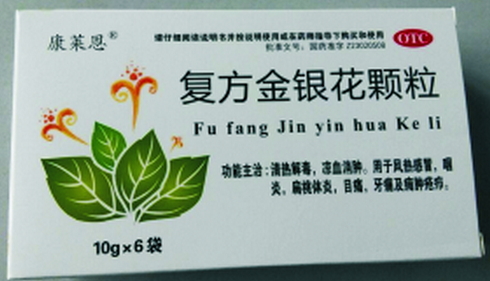 康莱恩®
请仔细阅读说明书并按说明使用或在药师指导下购买和使用
批准文号：国药准字 Z23020508
OTC
复方金银花颗粒
Fu fang Jin yin hua Ke li
功能主治：清热解毒，凉血消肿。用于风热感冒，咽
炎，扁桃体炎，目痛，牙痛及痈肿疮疖。
10g×6袋